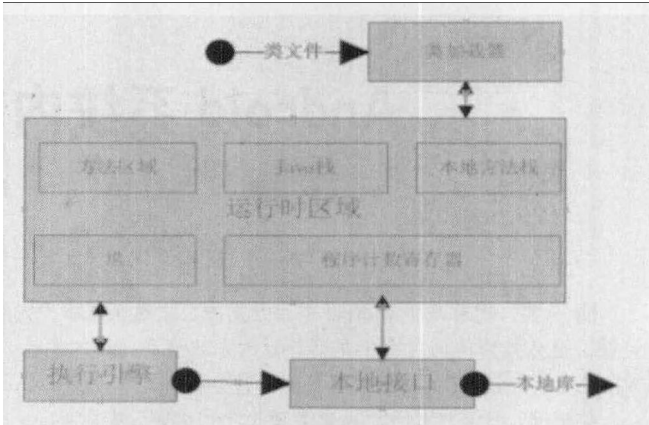 类文件
类加载器
方法区域
Java栈
本地方法栈
运行时区域
堆
程序计数寄存器
执行引擎
本地接口
本地库